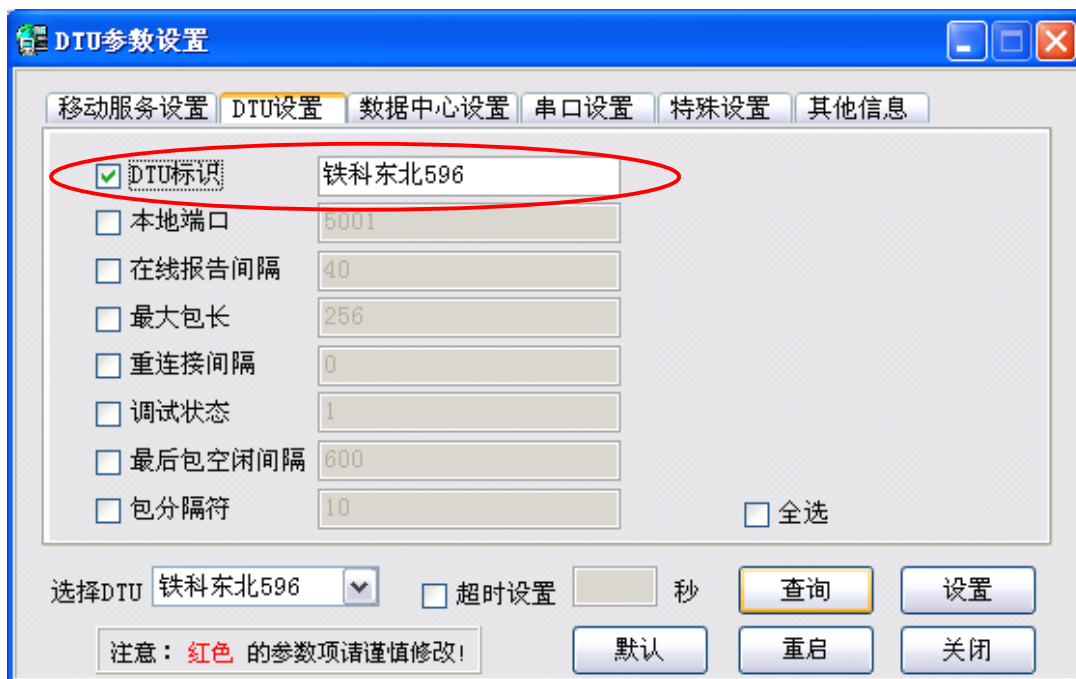 DTU参数设置
移动服务设置 DTU设置 数据中心设置 串口设置 特殊设置 其他信息
DTU标识 铁科东北596
本地端口 5001
在线报告间隔 40
最大包长 256
重连接间隔 0
调试状态 1
最后包空闲间隔 600
包分隔符 10 全选
选择DTU 铁科东北596 超时设置 秒 查询 设置
注意：红色 的参数项请谨慎修改! 默认 重启 关闭